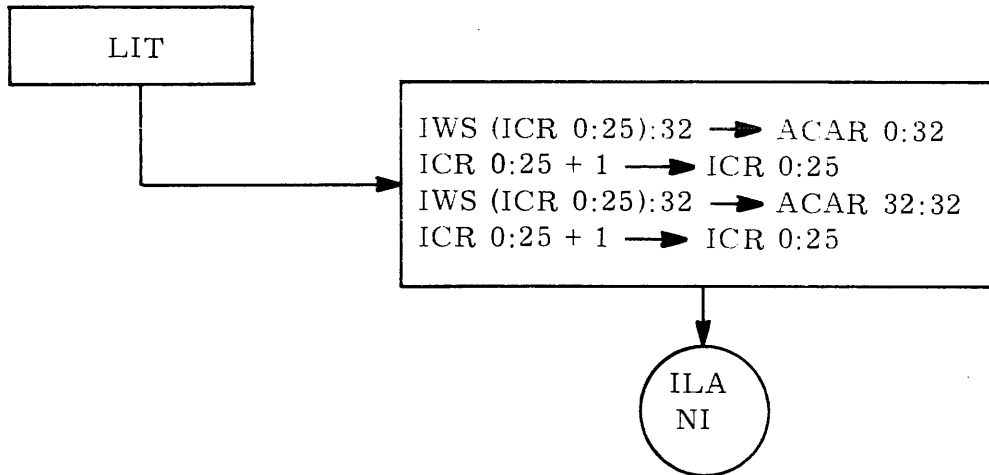 LIT
IWS (ICR 0:25):32 → ACAR 0:32
ICR 0:25 + 1 → ICR 0:25
IWS (ICR 0:25):32 → ACAR 32:32
ICR 0:25 + 1 → ICR 0:25
ILA
NI